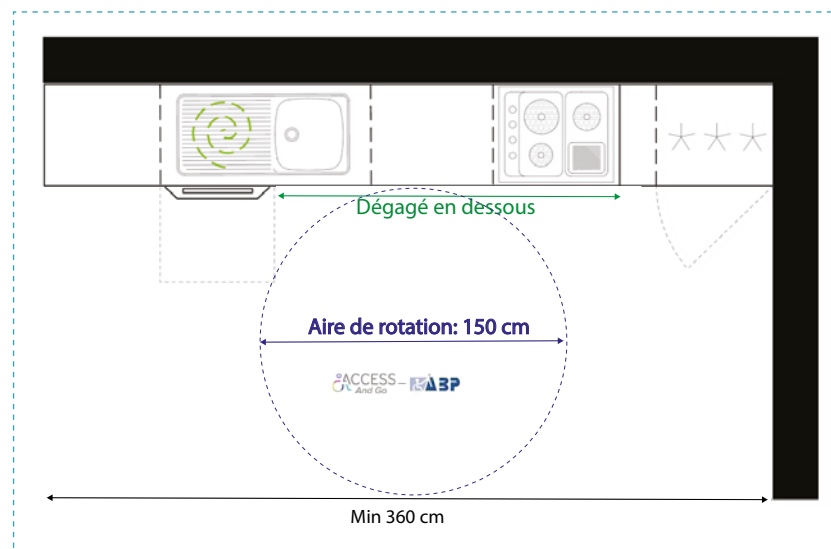 Dégagé en dessous
Aire de rotation: 150 cm
ACCESS
And Go
ABP
Min 360 cm